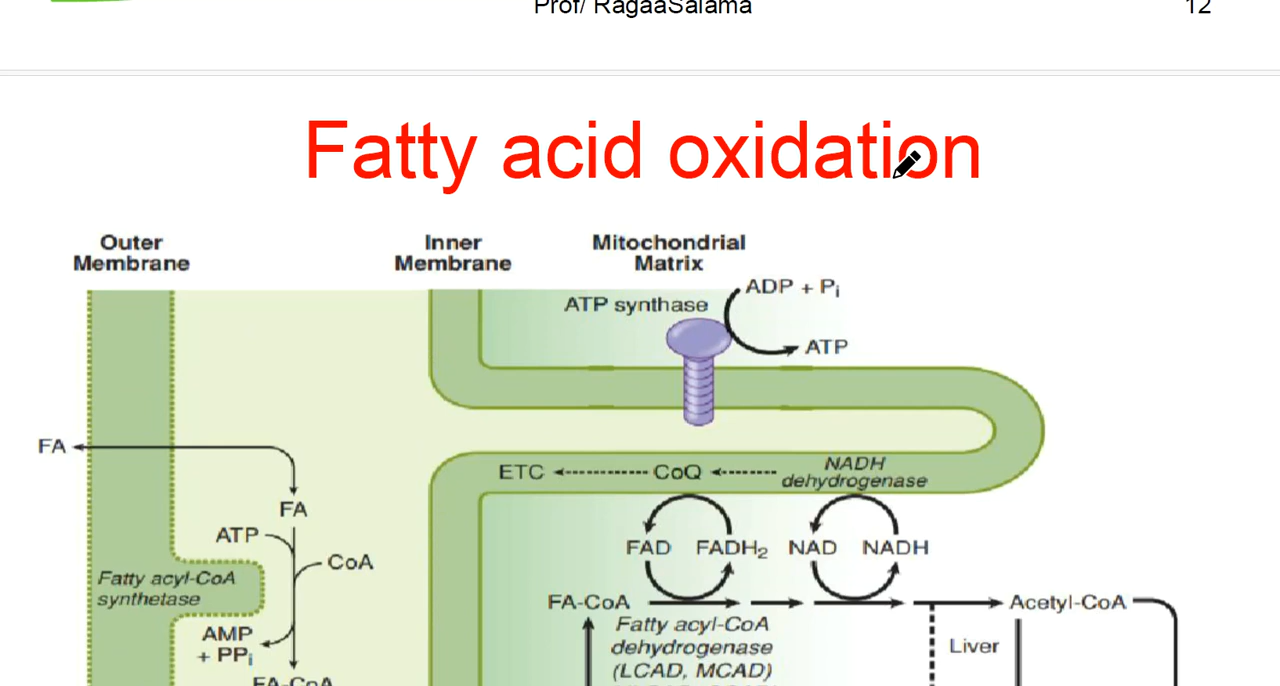 Prof/ RagaaSalama
12
Fatty acid oxidation
Outer
Membrane
Inner
Membrane
Mitochondrial
Matrix
ATP synthase
ADP + Pi
ATP
FA
FA
ATP
CoA
Fatty acyl-CoA
synthetase
AMP
+ PPi
FA-CoA
ETC
CoQ
NADH
dehydrogenase
FAD
FADH2
NAD
NADH
FA-CoA
Acetyl-CoA
Fatty acyl-CoA
dehydrogenase
(LCAD, MCAD)
Liver